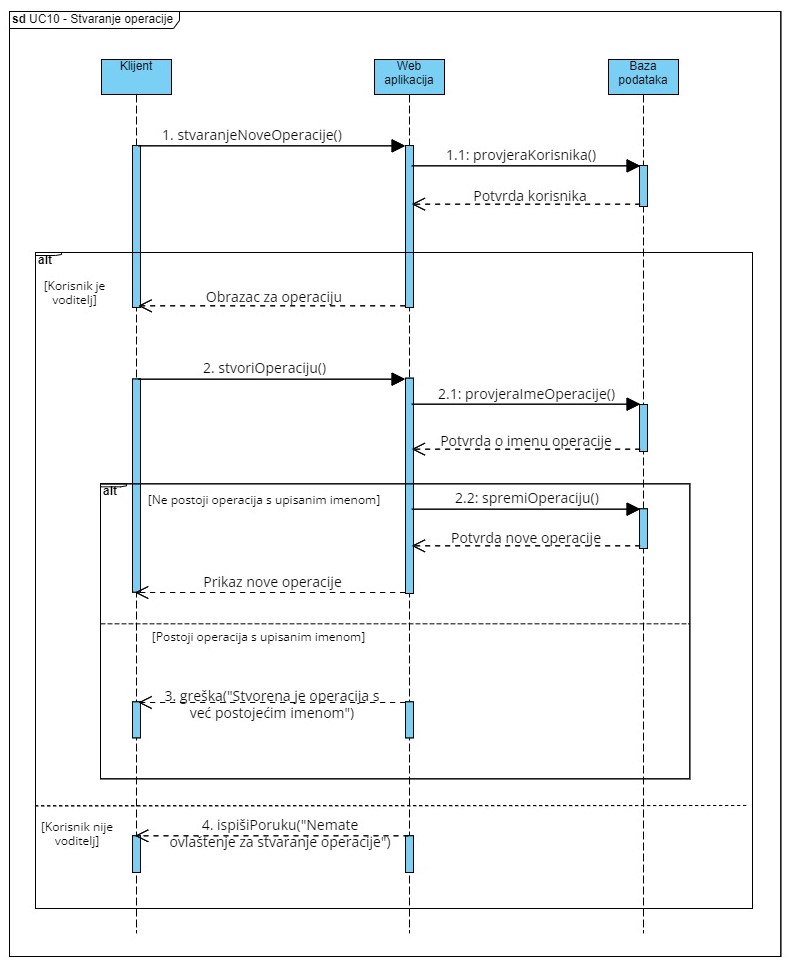 sd UC10 - Stvaranje operacije
Klijent
Web
aplikacija
Baza
podataka
1. stvaranjeNoveOperacije()
1.1: provjeraKorisnika()
Potvrda korisnika
alt
[Korisnik je
voditelj]
Obrazac za operaciju
2. stvoriOperaciju()
2.1: provjeraImeOperacije()
Potvrda o imenu operacije
alt
[Ne postoji operacija s upisanim imenom]
2.2: spremiOperaciju()
Potvrda nove operacije
Prikaz nove operacije
[Postoji operacija s upisanim imenom]
3. greška("Stvorena je operacija s
već postojećim imenom")
[Korisnik nije
voditelj]
4. ispišiPoruku("Nemate
ovlaštenje za stvaranje operacije")